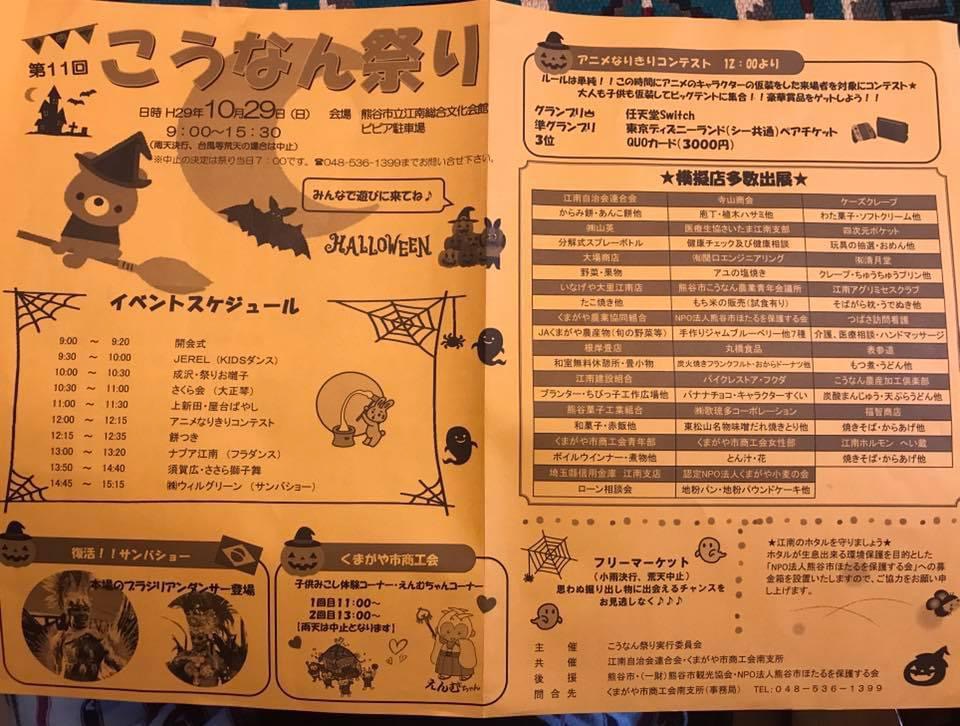 第11回
こうなん祭り
日時 H29年10月29日(日) 会場 熊谷市立江南総合文化会館
9:00～15:30 ピピア駐車場
(雨天決行、台風等荒天の場合は中止)
※中止の決定は祭り当日7:00です。☎048-536-1399までお問い合せ下さい。
みんなで遊びに来てね♪
HALLOWEEN
イベントスケジュール
9:00 ～ 9:20 開会式
9:30 ～ 10:00 JEREL(KIDSダンス)
10:00 ～ 10:30 成沢・祭りお囃子
10:30 ～ 11:00 さくら会(大正琴)
11:00 ～ 11:30 上新田・屋台ばやし
12:00 ～ 12:15 アニメなりきりコンテスト
12:15 ～ 12:35 餅つき
13:00 ～ 13:20 ナプア江南(フラダンス)
13:50 ～ 14:40 須賀広・ささら獅子舞
14:45 ～ 15:15 ㈱ウィルグリーン(サンバショー)
復活!!サンバショー
本場のブラジリアンダンサー登場
くまがや市商工会
子供みこし体験コーナー・えんむちゃんコーナー
1回目11:00～
2回目13:00～
【雨天は中止となります】
えんむちゃん
アニメなりきりコンテスト 12:00より
ルールは単純!!この時間にアニメのキャラクターの仮装をした来場者を対象にコンテスト★
大人も子供も仮装してビッグテントに集合!!豪華賞品をゲットしよう!!
グランプリ 任天堂Switch
準グランプリ 東京ディズニーランド(シー共通)ペアチケット
3位 QUOカード(3000円)
★模擬店多数出展★
江南自治会連合会 寺山商会 ケーズクレープ
からみ餅・あんこ餅他 庖丁・植木ハサミ他 わた菓子・ソフトクリーム他
㈱山英 医療生協さいたま江南支部 四次元ポケット
分解式スプレーボトル 健康チェック及び健康相談 玩具の抽選・おめん他
大場商店 ㈲関口エンジニアリング ㈲清月堂
野菜・果物 アユの塩焼き クレープ・ちゅうちゅうプリン他
いなげや大里江南店 熊谷市こうなん農業青年会議所 江南アグリミセスクラブ
たこ焼き他 もち米の販売(試食有り) そばがら枕・うでぬき他
くまがや農業協同組合 NPO法人熊谷市ほたるを保護する会 つばさ訪問看護
JAくまがや農産物(旬の野菜等) 手作りジャムブルーベリー他7種 介護、医療相談・ハンドマッサージ
根岸畳店 丸橋食品 表参道
和室無料休憩所・畳小物 炭火焼きフランクフルト・おからドーナツ他 もつ煮・うどん他
江南建設組合 バイクレストア・フクダ こうなん農産加工倶楽部
プランター・ちびっ子工作広場他 バナナチョコ・キャラクターすくい 炭酸まんじゅう・天ぷらうどん他
熊谷菓子工業組合 ㈱歌琉多コーポレーション 福智商店
和菓子・赤飯他 東松山名物味噌だれ焼きとり他 焼きそば・からあげ他
くまがや市商工会青年部 くまがや市商工会女性部 江南ホルモン へい蔵
ボイルウインナー・煮物他 とん汁・花 焼きそば・からあげ他
埼玉縣信用金庫 江南支店 認定NPO法人くまがや小麦の会
ローン相談会 地粉パン・地粉パウンドケーキ他
フリーマーケット
(小雨決行、荒天中止)
思わぬ掘り出し物に出会えるチャンスを
お見逃しなく♪♪♪
★江南のホタルを守りましょう★
ホタルが生息出来る環境保護を目的とした
「NPO法人熊谷市ほたるを保護する会」への募
金箱を設置いたしますので、ご協力をお願い申
し上げます。
主 催 こうなん祭り実行委員会
共 催 江南自治会連合会・くまがや市商工会南支所
後 援 熊谷市・(一財)熊谷市観光協会・NPO法人熊谷市ほたるを保護する会
問合先 くまがや市商工会南支所(事務局) TEL:048-536-1399